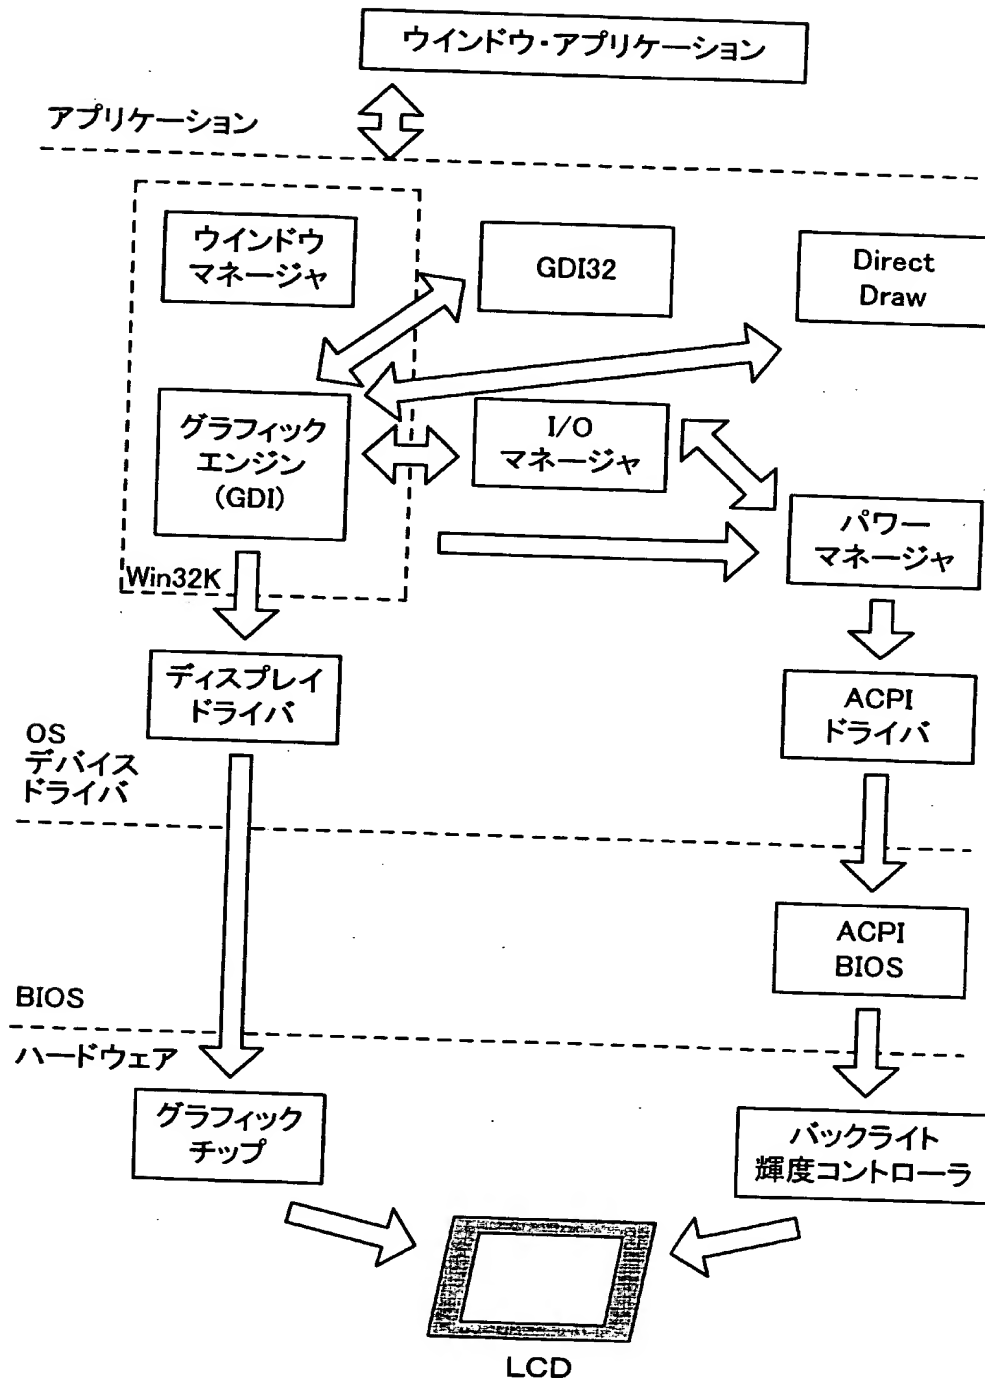 ウインドウ・アプリケーション
アプリケーション
ウインドウ
マネージャ
GDI32
Direct
Draw
グラフィック
エンジン
(GDI)
I/O
マネージャ
パワー
マネージャ
Win32K
ディスプレイ
ドライバ
ACPI
ドライバ
OS
デバイス
ドライバ
ACPI
BIOS
BIOS
ハードウェア
グラフィック
チップ
バックライト
輝度コントローラ
LCD